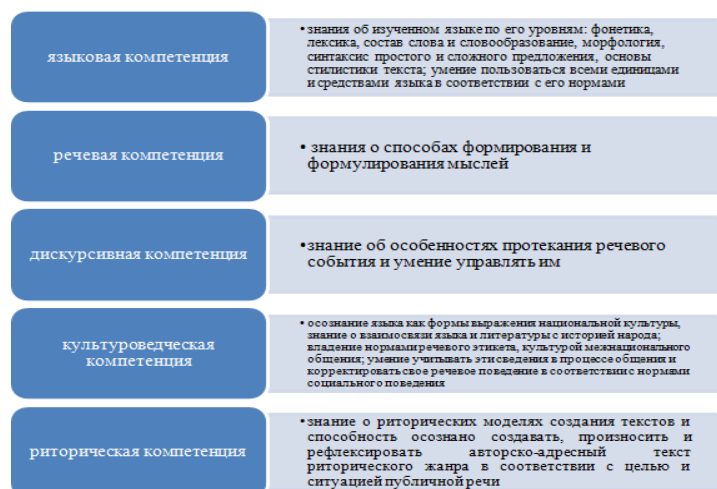 языковая компетенция
•знания об изученном языке по его уровням: фонетика,
лексика, состав слова и словообразование, морфология,
синтаксис простого и сложного предложения, основы
стилистики текста; умение пользоваться всеми единицами
и средствами языка в соответствии с его нормами
речевая компетенция
• знания о способах формирования и
формулирования мыслей
дискурсивная компетенция
•знание об особенностях протекания речевого
события и умение управлять им
культуроведческая
компетенция
•осознание языка как формы выражения национальной культуры,
знание о взаимосвязи языка и литературы с историей народа;
владение нормами речевого этикета, культурой межнационального
общения; умение учитывать эти сведения в процессе общения и
корректировать свое речевое поведение в соответствии с нормами
социального поведения
риторическая компетенция
•знание о риторических моделях создания текстов и
способность осознано создавать, произносить и
рефлексировать авторско-адресный текст
риторического жанра в соответствии с целью и
ситуацией публичной речи